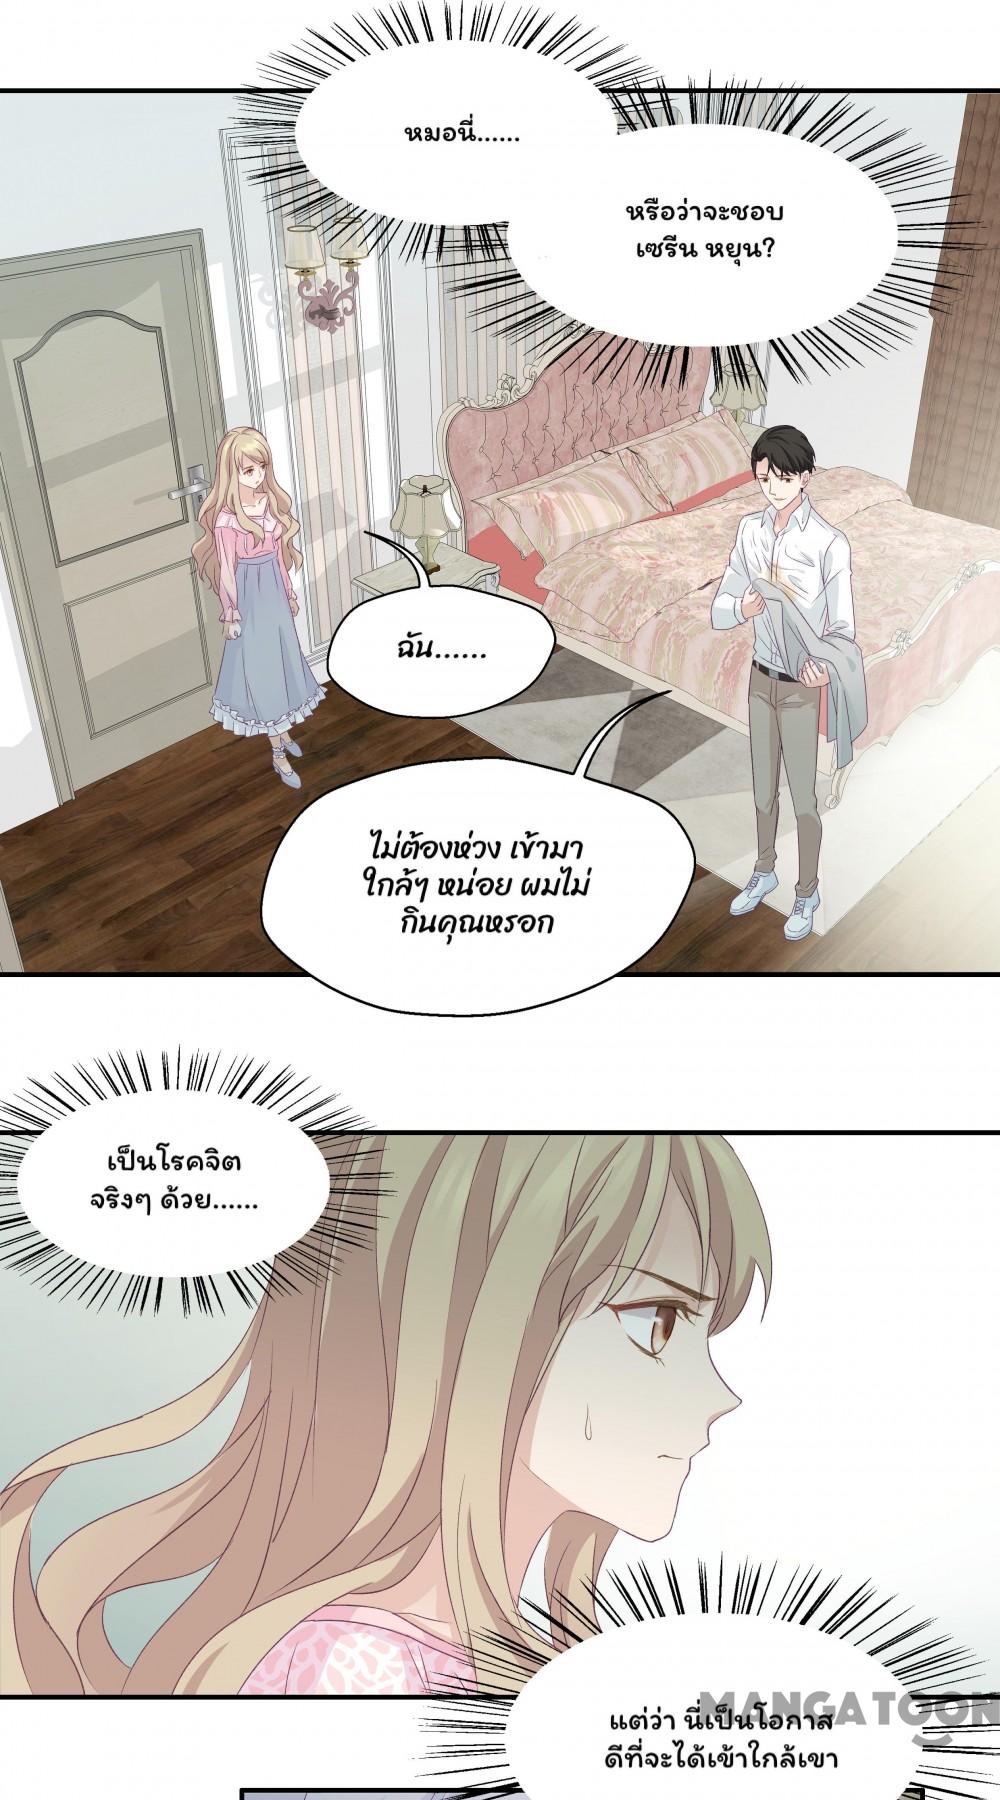 หมอนี่......
หรือว่าจะชอบ
เซรีน หยุน?
ฉัน......
ไม่ต้องห่วง เข้ามา
ใกล้ๆ หน่อย ผมไม่
กินคุณหรอก
เป็นโรคจิต
จริงๆ ด้วย......
MANGATOON
แต่ว่า นี่เป็นโอกาส
ดีที่จะได้เข้าใกล้เขา